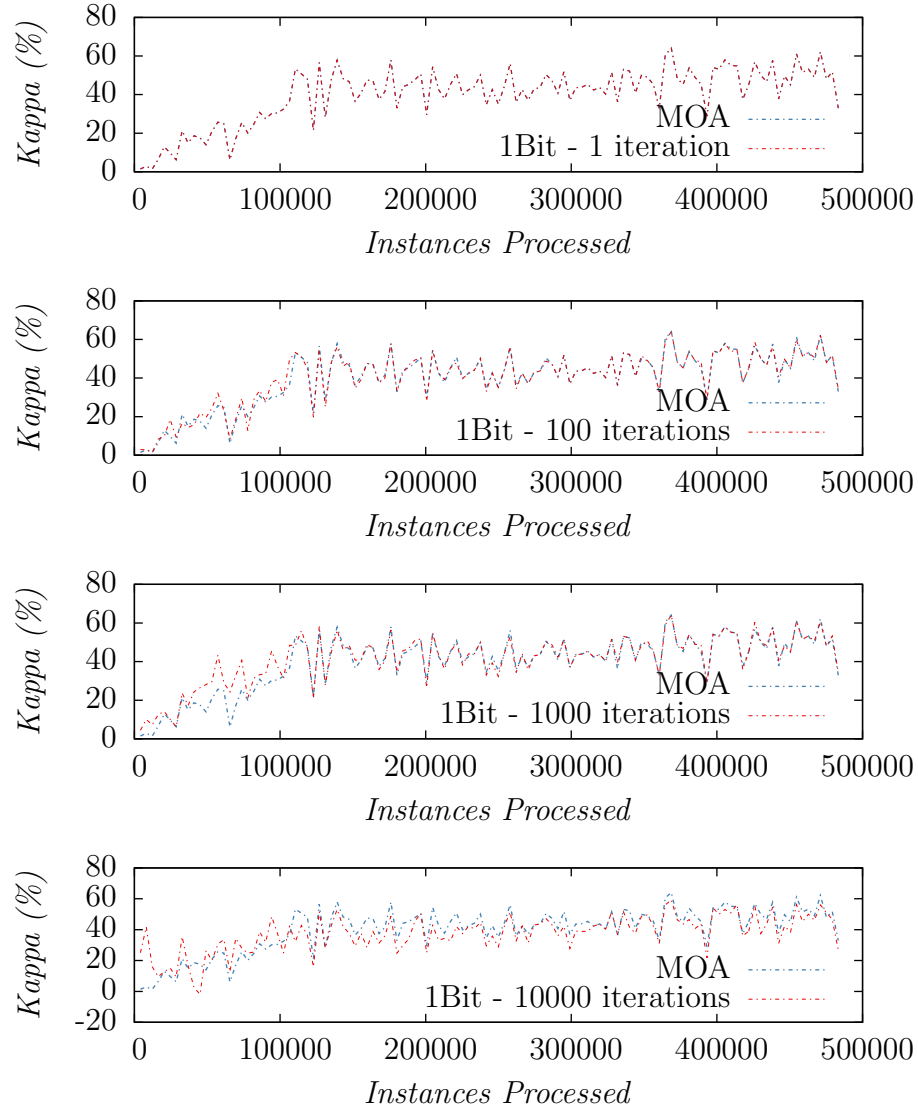 80
60
40
20
0
Kappa (%)
MOA
1Bit - 1 iteration
0 100000 200000 300000 400000 500000
Instances Processed
80
60
40
20
0
Kappa (%)
MOA
1Bit - 100 iterations
0 100000 200000 300000 400000 500000
Instances Processed
80
60
40
20
0
Kappa (%)
MOA
1Bit - 1000 iterations
0 100000 200000 300000 400000 500000
Instances Processed
80
60
40
20
0
-20
Kappa (%)
MOA
1Bit - 10000 iterations
0 100000 200000 300000 400000 500000
Instances Processed